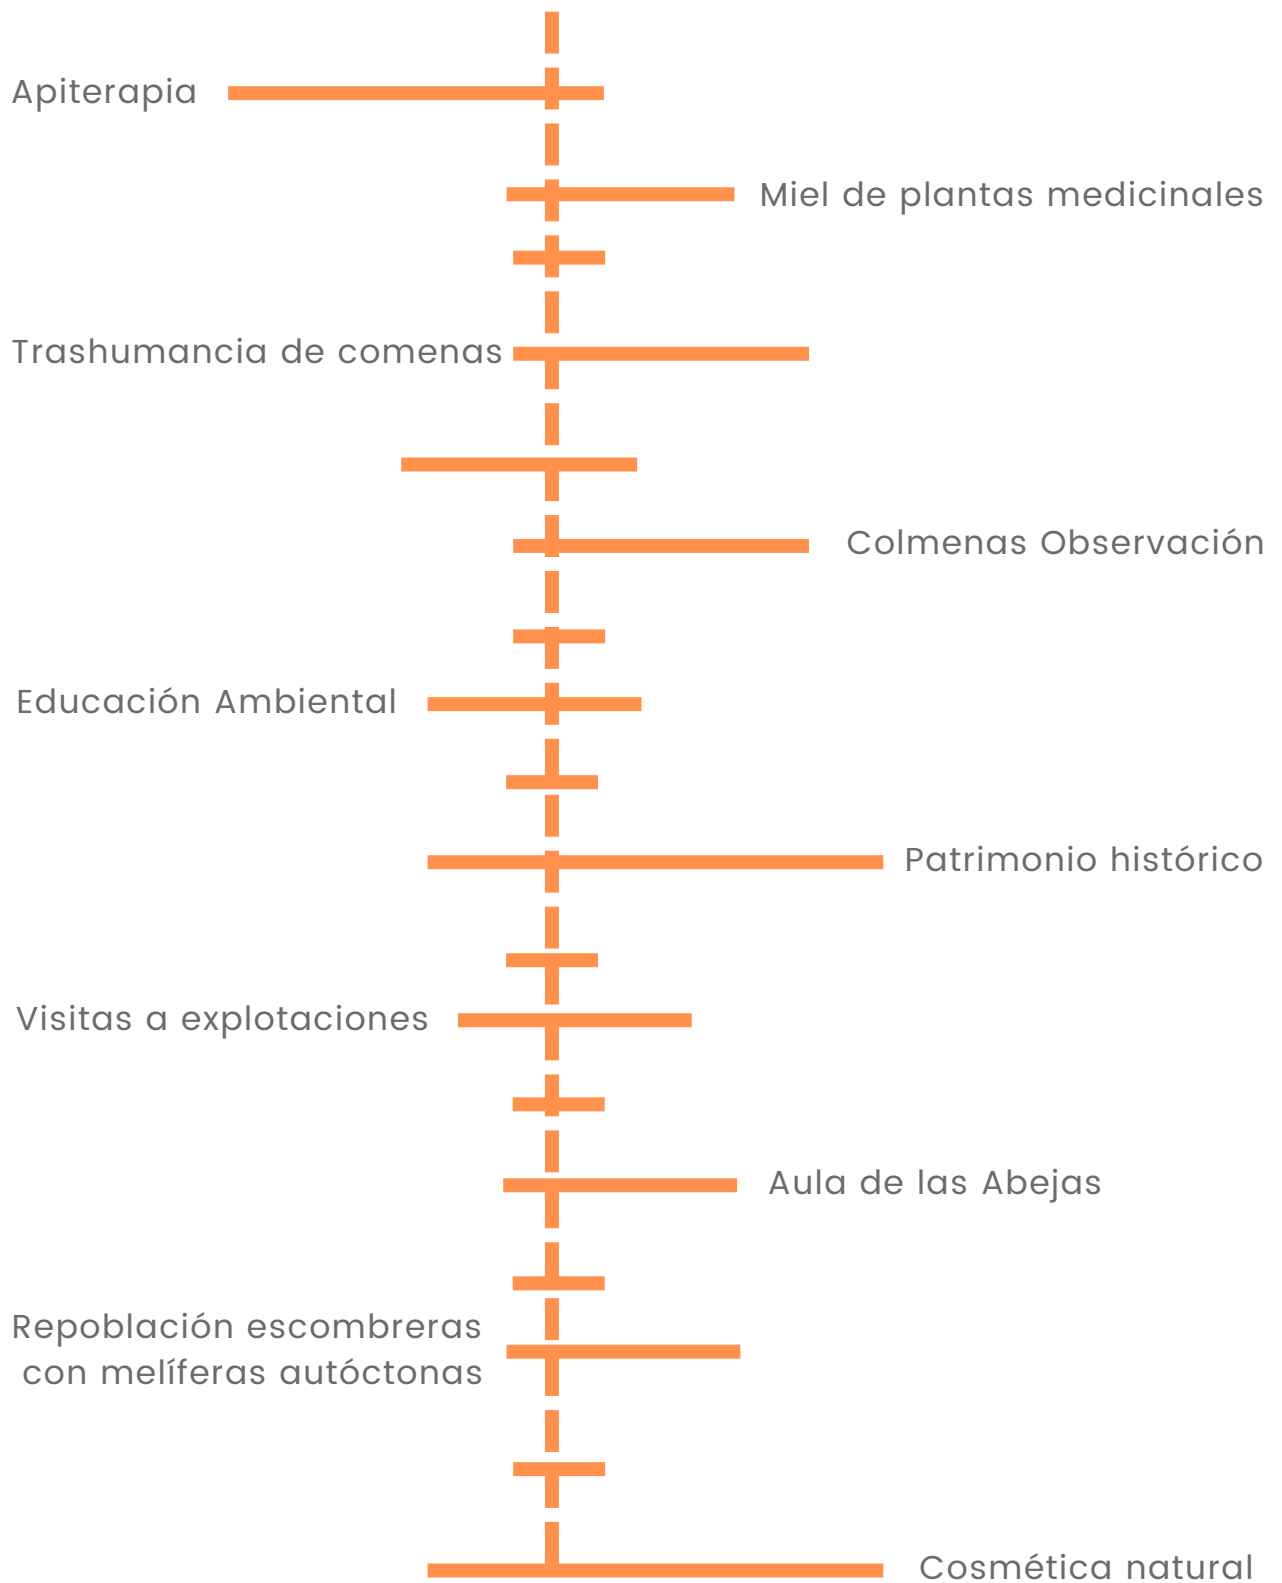 Apiterapia
Miel de plantas medicinales
Trashumancia de comenas
Colmenas Observación
Educación Ambiental
Patrimonio histórico
Visitas a explotaciones
Aula de las Abejas
Repoblación escombreras
con melíferas autóctonas
Cosmética natural